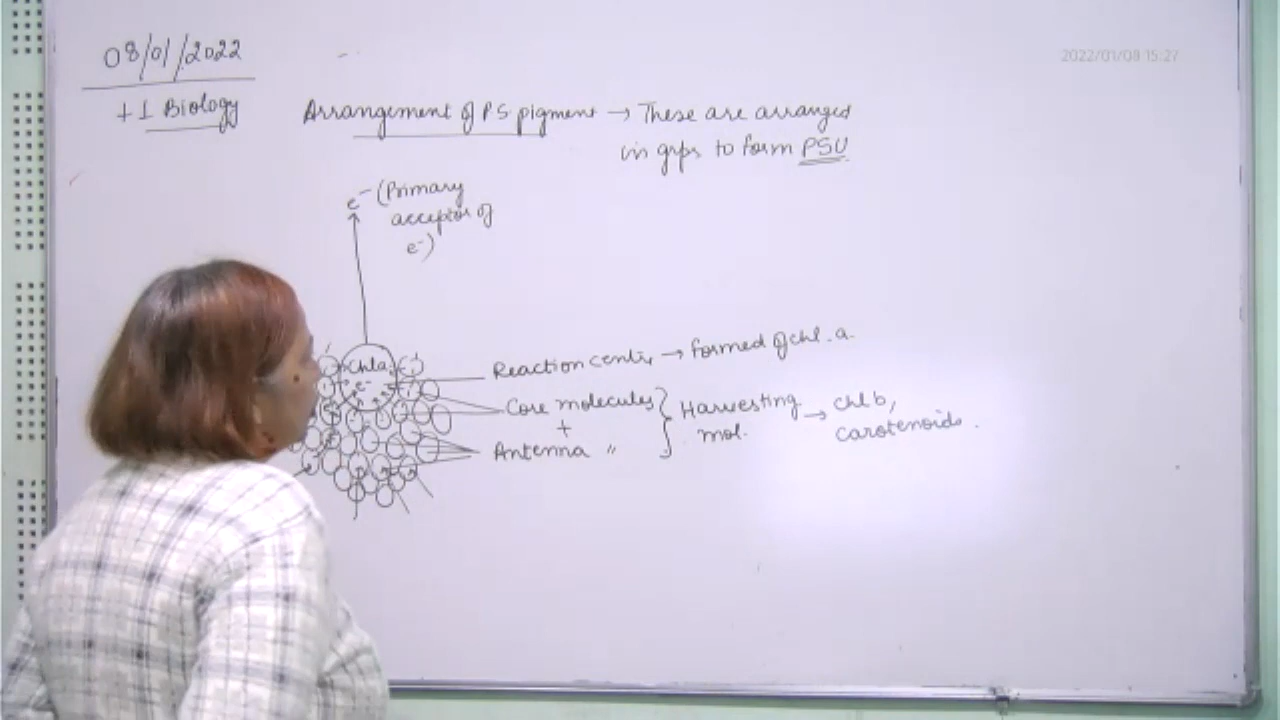 08/01/2022
2022/01/08 15:27
+1 Biology
Arrangement of PS pigment → These are arranged
in grps to form PSU
e⁻ (Primary
acceptor of
e⁻)
Chla
e⁻
Reaction centre → formed of chl.a.
Core molecules
+
Antenna "
Harvesting
mol.
→ chl b,
carotenoids.